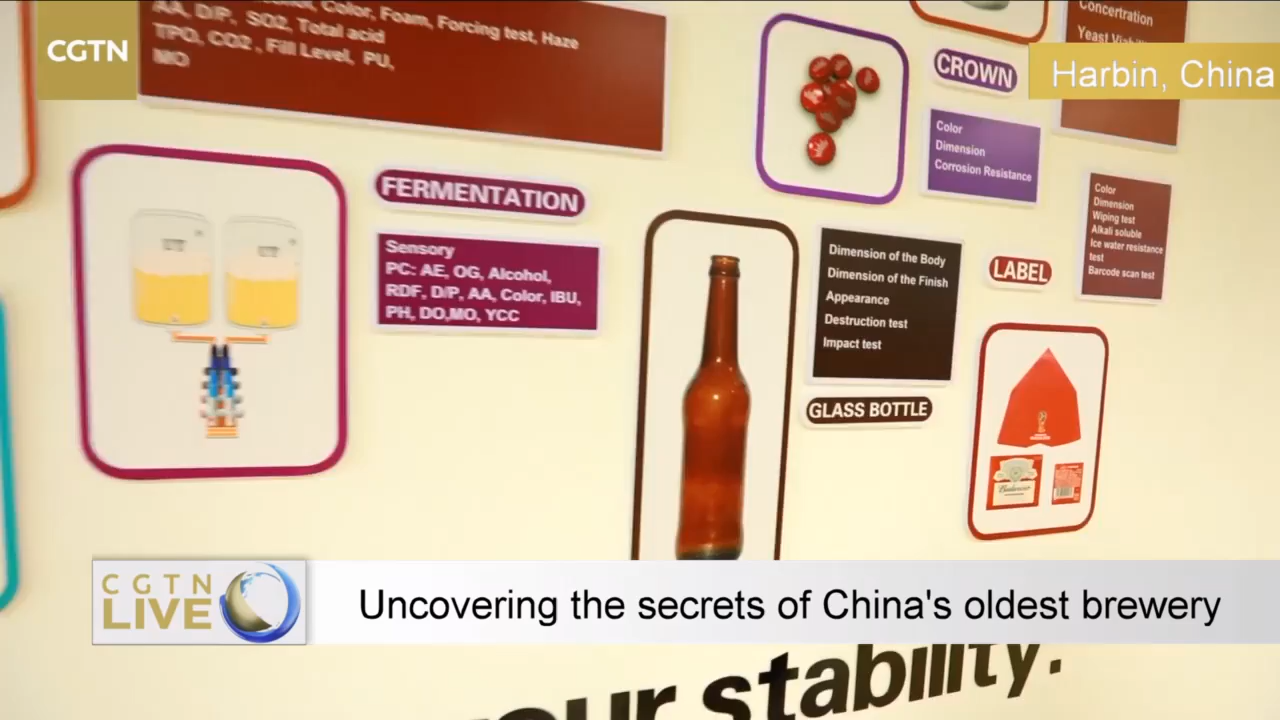 CGTN
Color, Foam, Forcing test, Haze
AA, D/P, SO2, Total acid
TPO, CO2 , Fill Level, PU,
MO
FERMENTATION
Sensory
PC: AE, OG, Alcohol,
RDF, D/P, AA, Color, IBU,
PH, DO,MO, YCC
CROWN
Color
Dimension
Corrosion Resistance
Harbin, China
Concertration
Yeast
Dimension of the Body
Dimension of the Finish
Appearance
Destruction test
Impact test
GLASS BOTTLE
LABEL
Color
Dimension
Wiping test
Alkali soluble
Ice water resistance
test
Barcode scan test
Budweiser
CGTN
LIVE
Uncovering the secrets of China's oldest brewery
our stability.